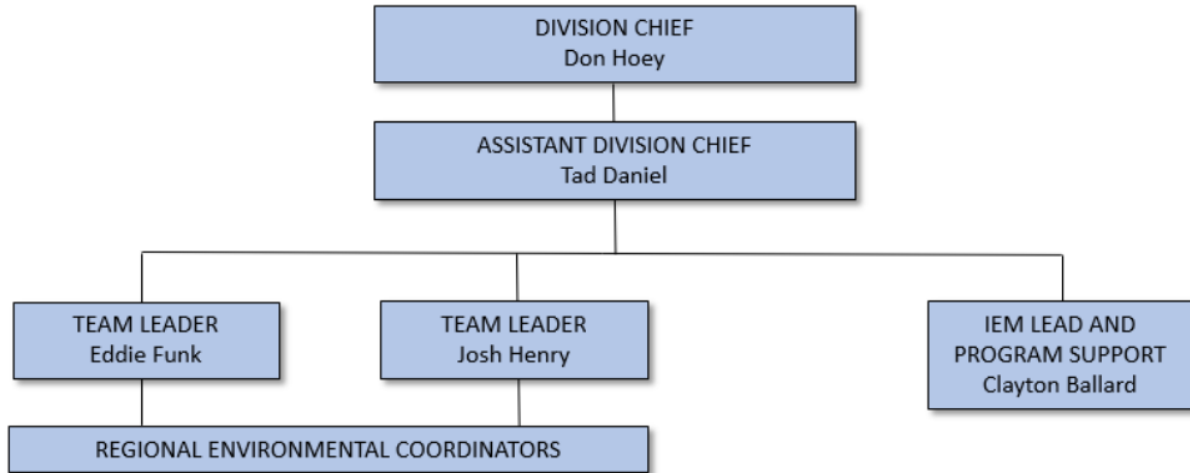 DIVISION CHIEF
Don Hoey
ASSISTANT DIVISION CHIEF
Tad Daniel
TEAM LEADER
Eddie Funk
TEAM LEADER
Josh Henry
IEM LEAD AND
PROGRAM SUPPORT
Clayton Ballard
REGIONAL ENVIRONMENTAL COORDINATORS